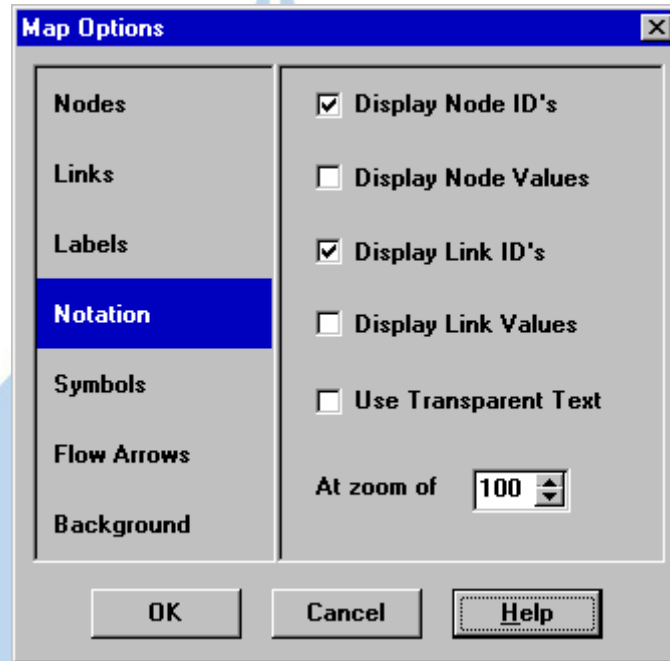 Map Options
Nodes
Links
Labels
Notation
Symbols
Flow Arrows
Background
Display Node ID's
Display Node Values
Display Link ID's
Display Link Values
Use Transparent Text
At zoom of 100
OK Cancel Help